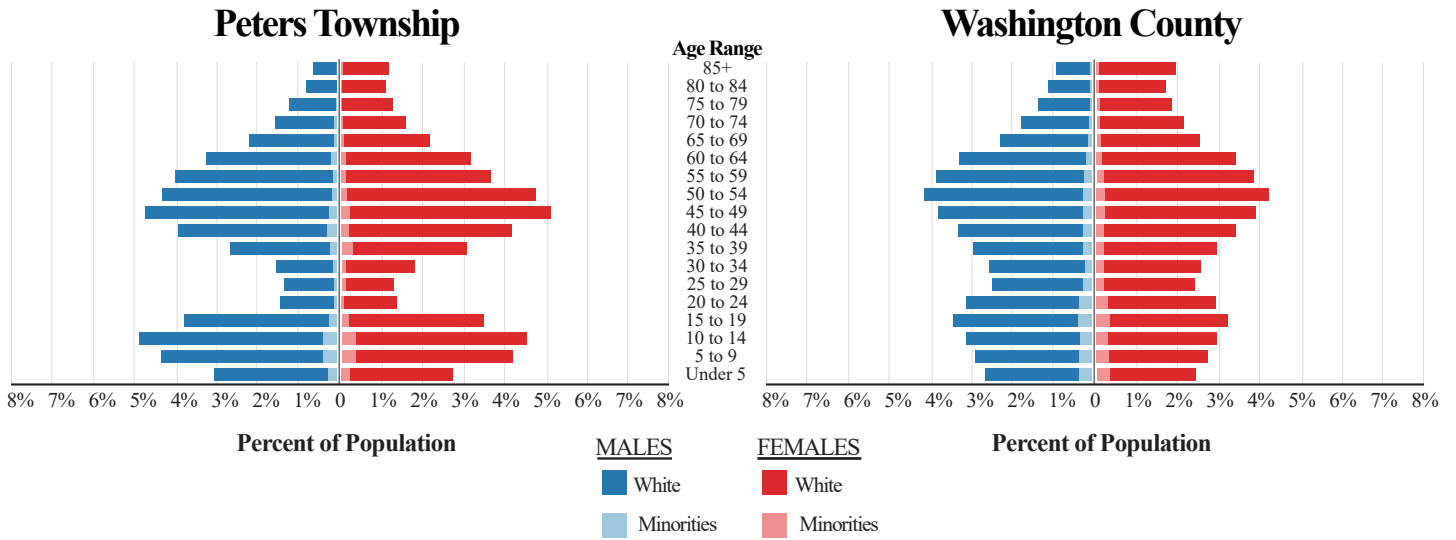 Peters Township
Washington County
Age Range
85+
80 to 84
75 to 79
70 to 74
65 to 69
60 to 64
55 to 59
50 to 54
45 to 49
40 to 44
35 to 39
30 to 34
25 to 29
20 to 24
15 to 19
10 to 14
5 to 9
Under 5
8% 7% 6% 5% 4% 3% 2% 1% 0 1% 2% 3% 4% 5% 6% 7% 8%
8% 7% 6% 5% 4% 3% 2% 1% 0 1% 2% 3% 4% 5% 6% 7% 8%
Percent of Population
Percent of Population
MALES
White
Minorities
FEMALES
White
Minorities